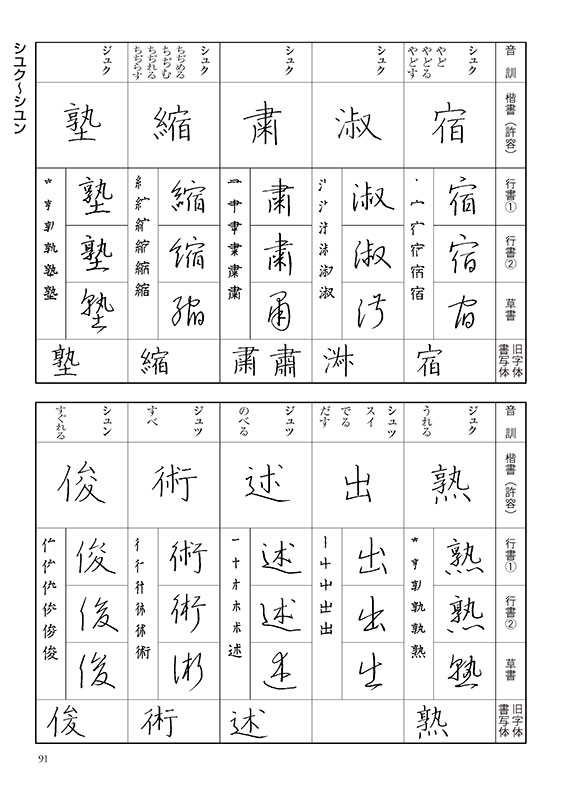 シュク〜シュン
音 訓
楷書（許容）
行書①
行書②
草書
旧字体
書写体
シュク
やど
やどる
やどす
宿
宿
宿
宿
宿
シュク
淑
淑
淑
淑
シュク
肅
肅
肅
肅
肅
肅
シュク
ちぢめる
ちぢむ
ちぢれる
ちぢらす
縮
縮
縮
縮
縮
ジュク
塾
塾
塾
塾
塾
音 訓
楷書（許容）
行書①
行書②
草書
旧字体
書写体
ジュク
うれる
熟
熟
熟
熟
熟
シュツ
スイ
でる
だす
出
出
出
出
ジュツ
のべる
述
述
述
述
述
ジュツ
すべ
術
術
術
術
術
シュン
すぐれる
俊
俊
俊
俊
俊
91